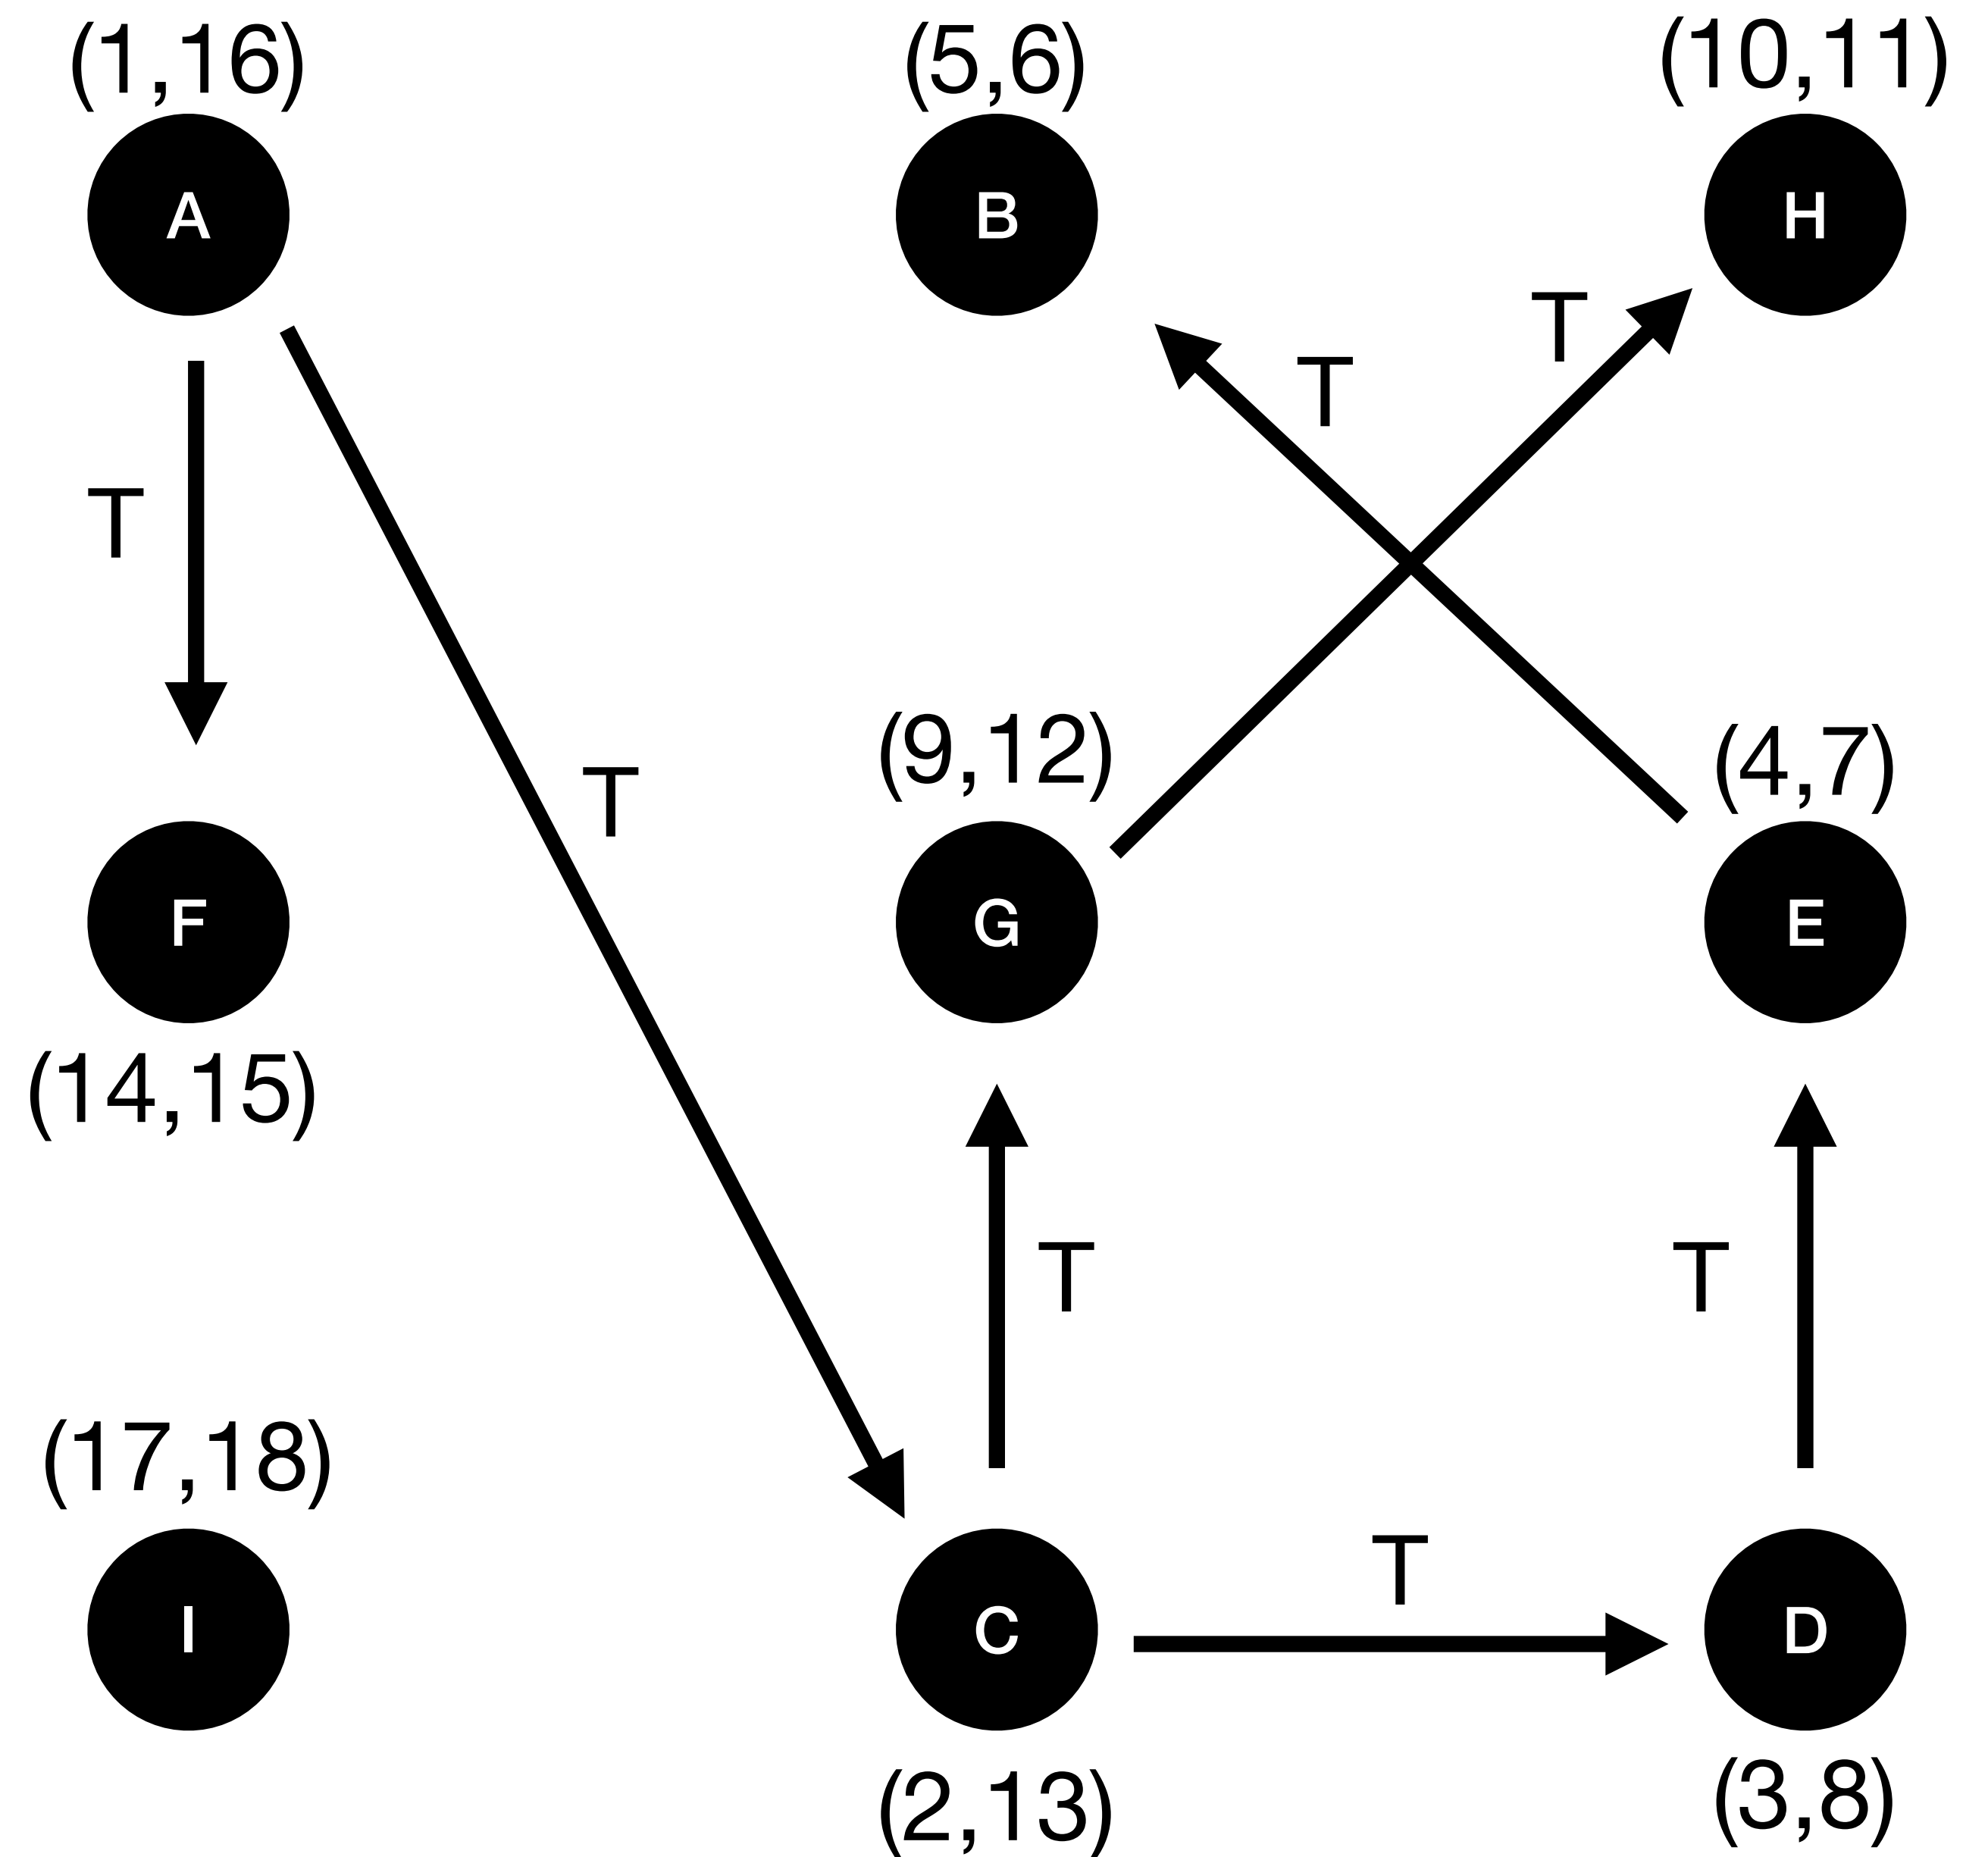 (1,16) (5,6) (10,11)
A B H
T T T
T
(9,12) (4,7)
F G E
(14,15)
T T
(17,18)
T
I C D
(2,13) (3,8)